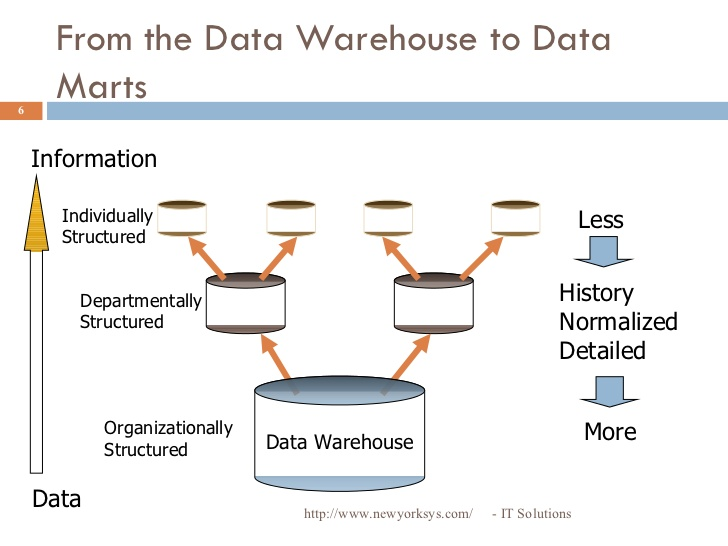 From the Data Warehouse to Data
Marts
6
Information
Individually
Structured
Less
Departmentally
Structured
History
Normalized
Detailed
Organizationally
Structured
Data Warehouse
More
Data
http://www.newyorksys.com/ - IT Solutions